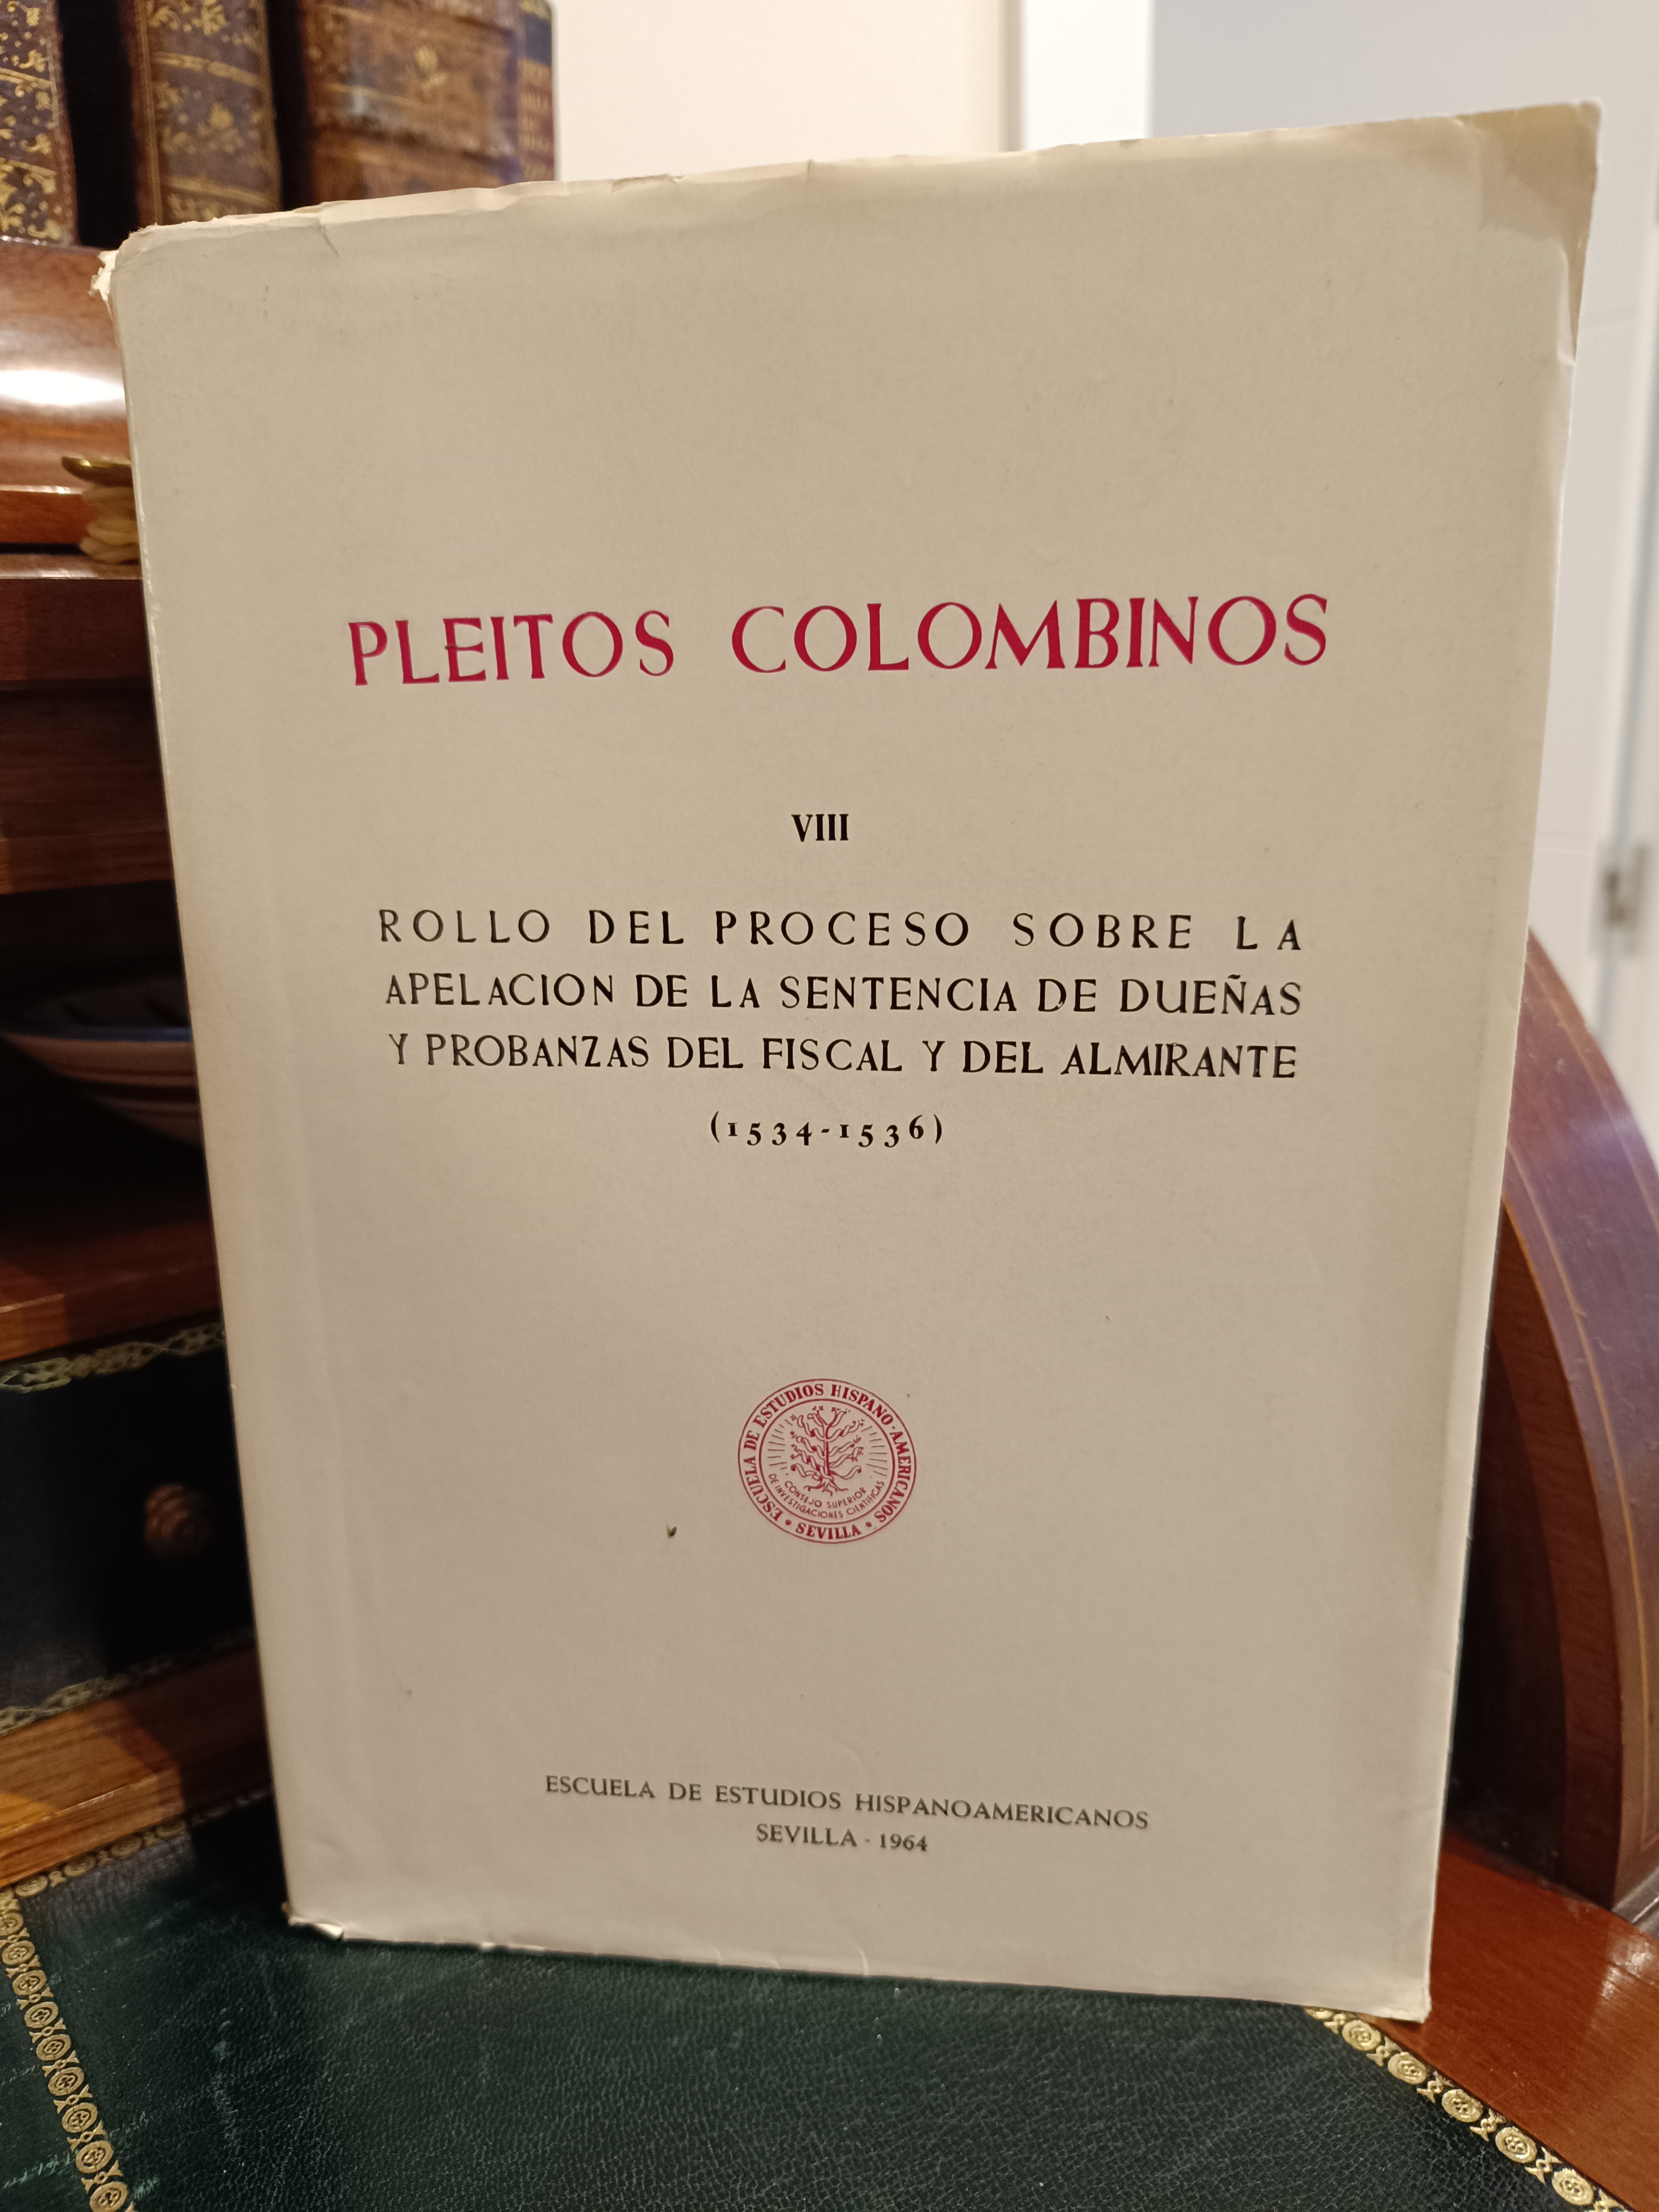 PLEITOS COLOMBINOS
VIII
ROLLO DEL PROCESO SOBRE LA
APELACION DE LA SENTENCIA DE DUEÑAS
Y PROBANZAS DEL FISCAL Y DEL ALMIRANTE
(1534-1536)
ESCUELA DE ESTUDIOS HISPANO-AMERICANOS
CONSEJO SUPERIOR
DE INVESTIGACIONES CIENTIFICAS
• SEVILLA •
ESCUELA DE ESTUDIOS HISPANOAMERICANOS
SEVILLA - 1964